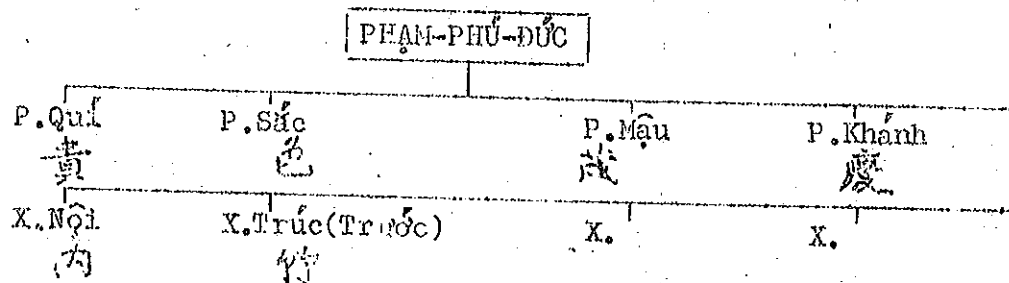 PHẠM-PHÚ-ĐỨC
P.Quí P.Sắc P.Mậu P.Khánh
貴 色 戊 慶
X.Nội X.Trúc(Trước) X. X.
內 竹